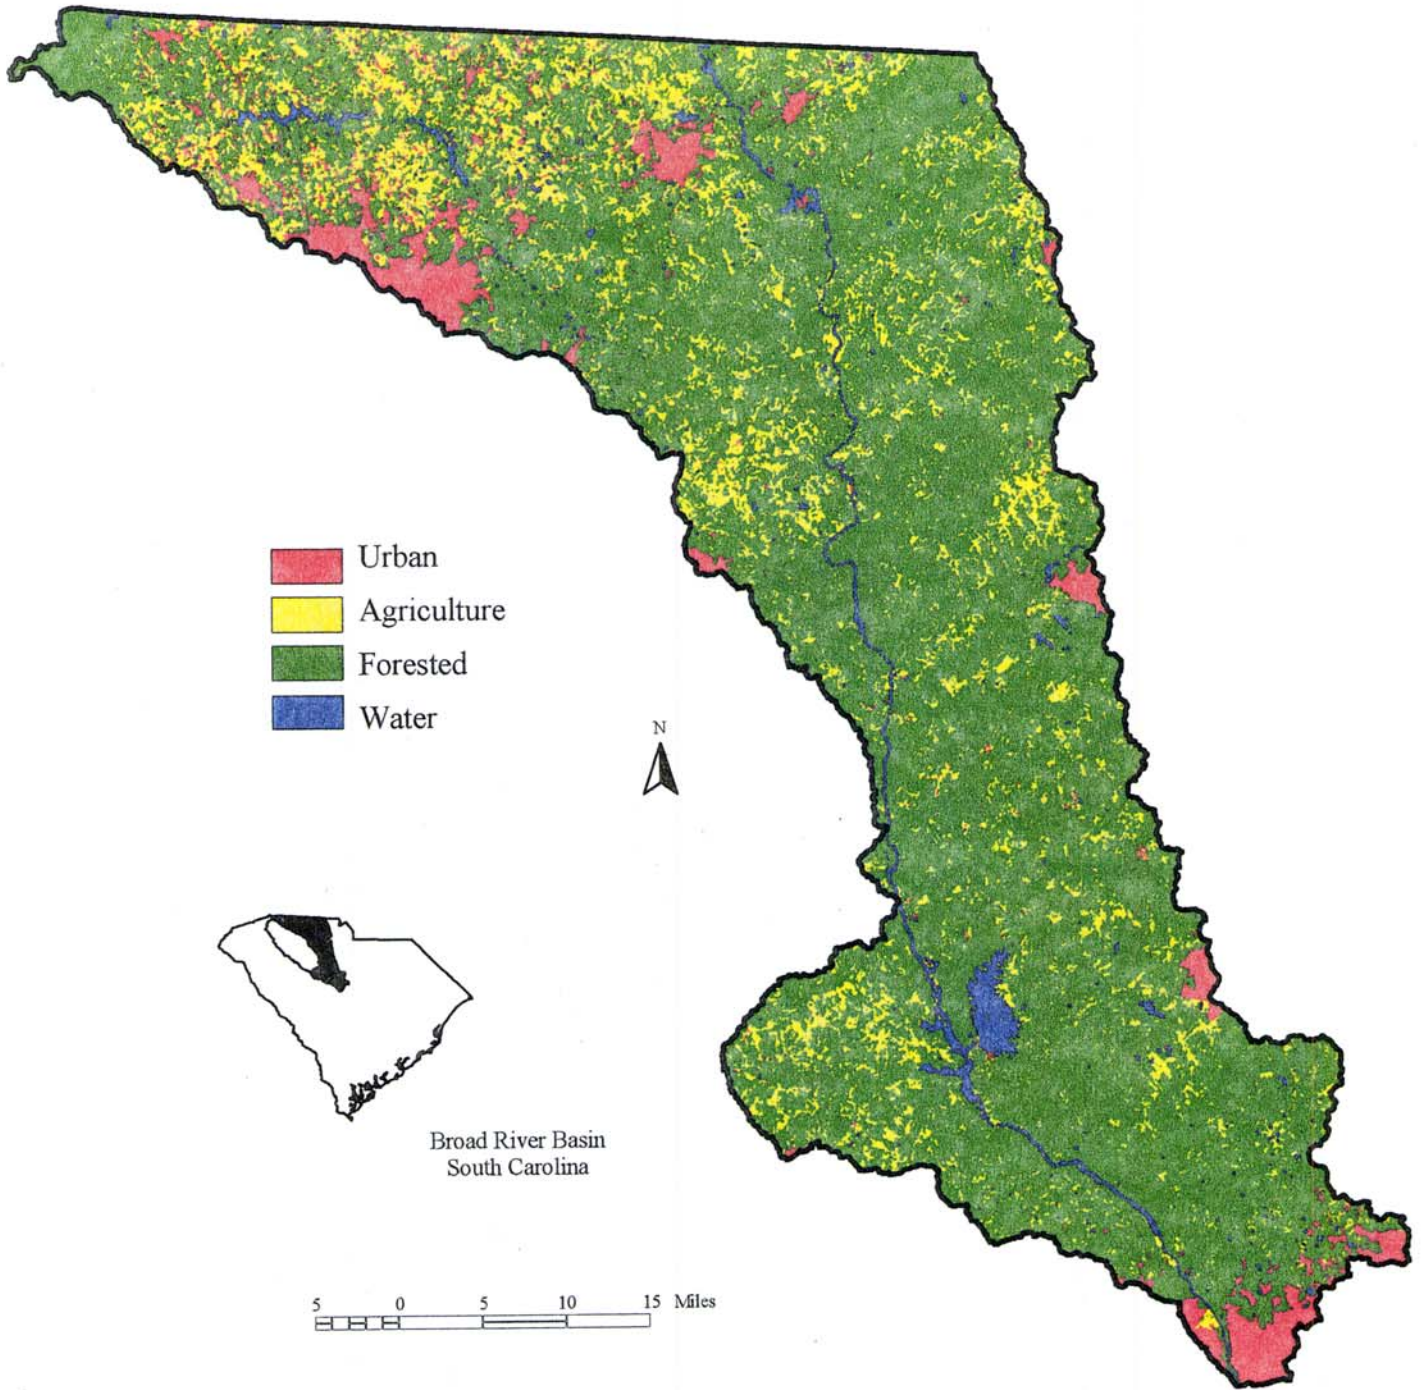 Urban
Agriculture
Forested
Water
N
Broad River Basin
South Carolina
5 0 5 10 15 Miles